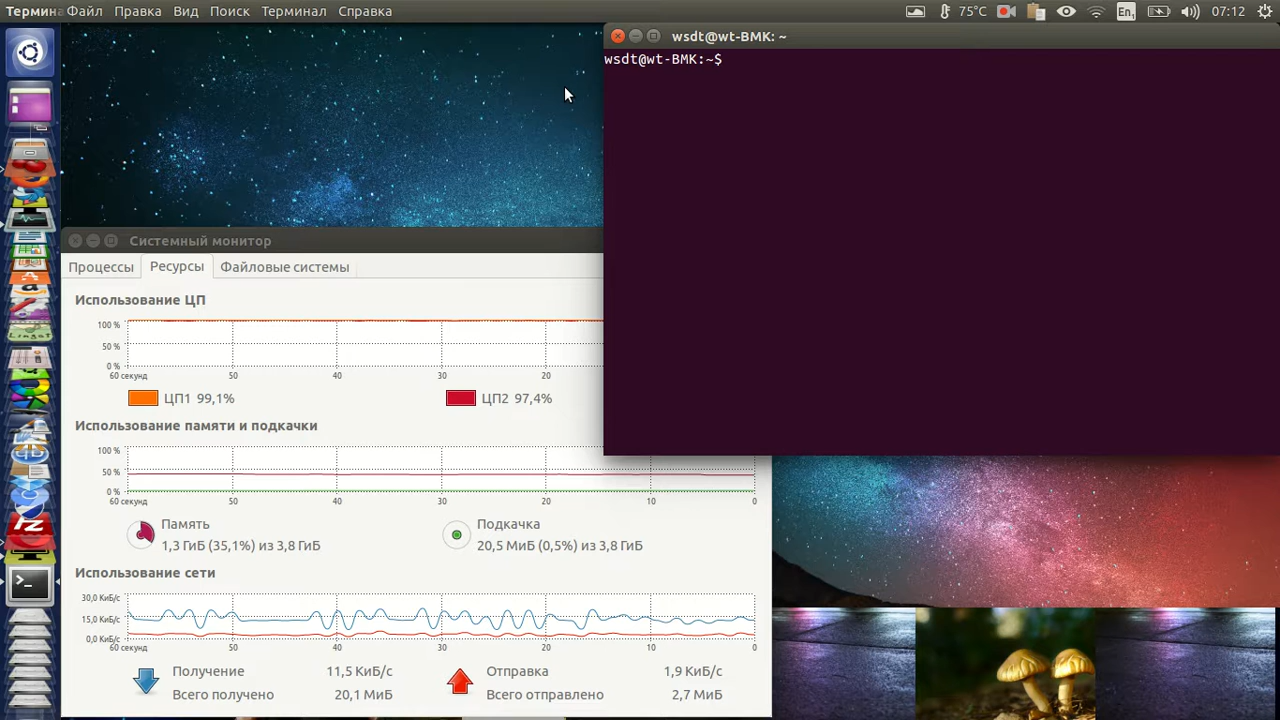 Термина Файл Правка Вид Поиск Терминал Справка 75°C En₁ 07:12
wsdt@wt-BMK: ~
wsdt@wt-BMK:~$
Системный монитор
Процессы Ресурсы Файловые системы
Использование ЦП
100 %
50 %
0 %
60 секунд 50 40 30 20
ЦП1 99,1% ЦП2 97,4%
Использование памяти и подкачки
100 %
50 %
0 %
60 секунд 50 40 30 20 10 0
Память Подкачка
1,3 ГиБ (35,1%) из 3,8 ГиБ 20,5 МиБ (0,5%) из 3,8 ГиБ
Использование сети
30,0 КиБ/с
15,0 КиБ/с
0,0 КиБ/с
60 секунд 50 40 30 20 10 0
Получение 11,5 КиБ/с Отправка 1,9 КиБ/с
Всего получено 20,1 МиБ Всего отправлено 2,7 МиБ